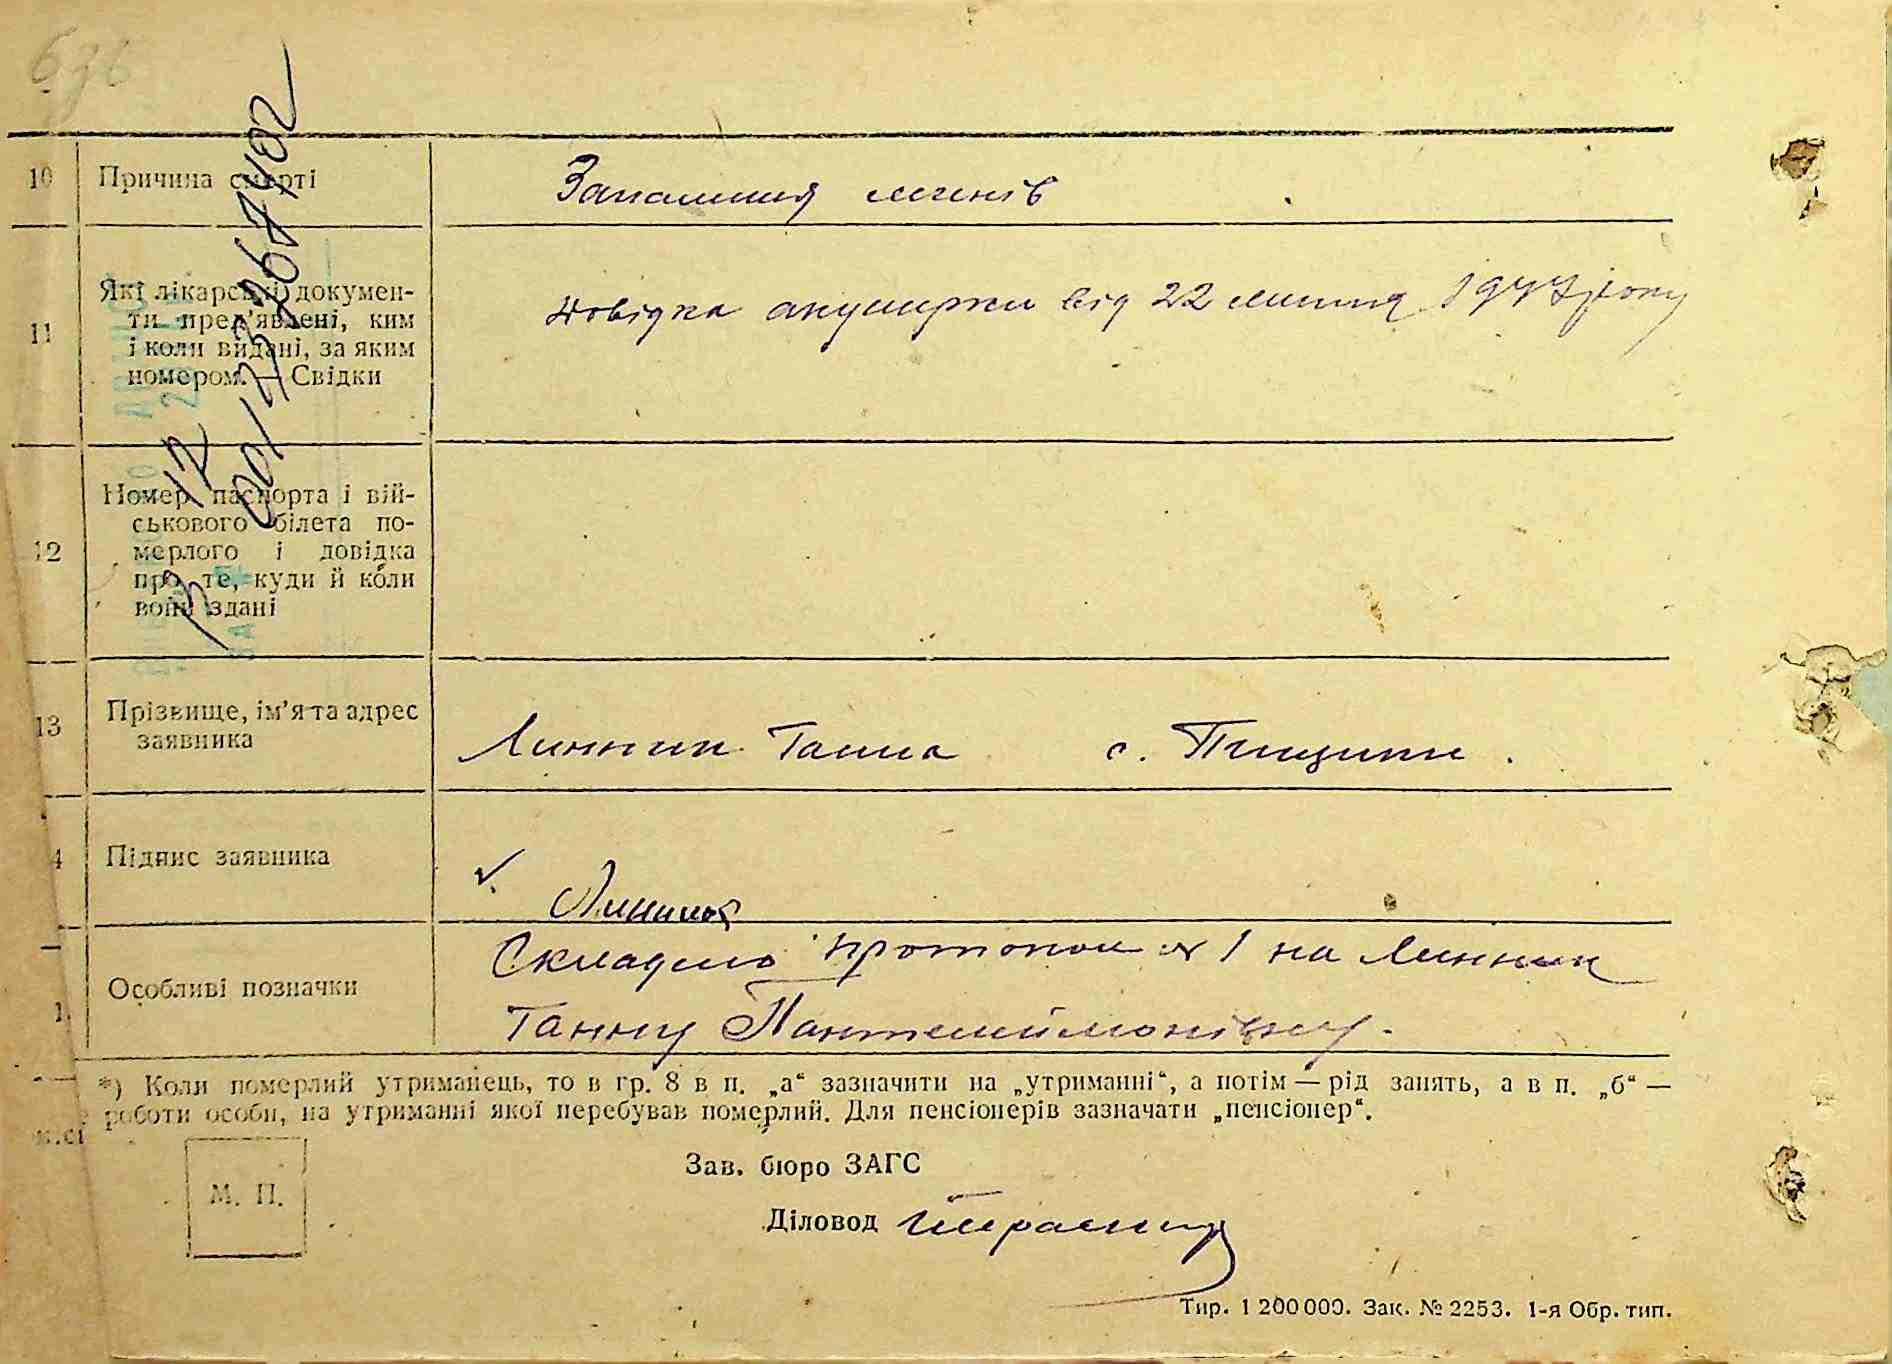 636
10 Причина смерті
Запалиння легенів
11 Які лікарські докумен-
ти пред'явлені, ким
і коли видані, за яким
номером. — Свідки
Довідка акушерки від 22 липня 1947 року
12 Номер паспорта і вій-
ськового білета по-
мерлого і довідка
про те, куди й коли
вони здані
13 Прізвище, ім'я та адрес
заявника
Линник Ганна с. Пищики.
4 Підпис заявника
✓ Линник
1 Особливі позначки
Складено протокол № 1 на Линник
Ганну Пантелеймонівну.
*) Коли померлий утриманець, то в гр. 8 в п. „а“ зазначити на „утриманні“, а потім — рід занять, а в п. „б“ —
роботи особи, на утриманні якої перебував померлий. Для пенсіонерів зазначати „пенсіонер“.
М. П.
Зав. бюро ЗАГС
Діловод
Тир. 1 200 000. Зак. № 2253. 1-я Обр. тип.